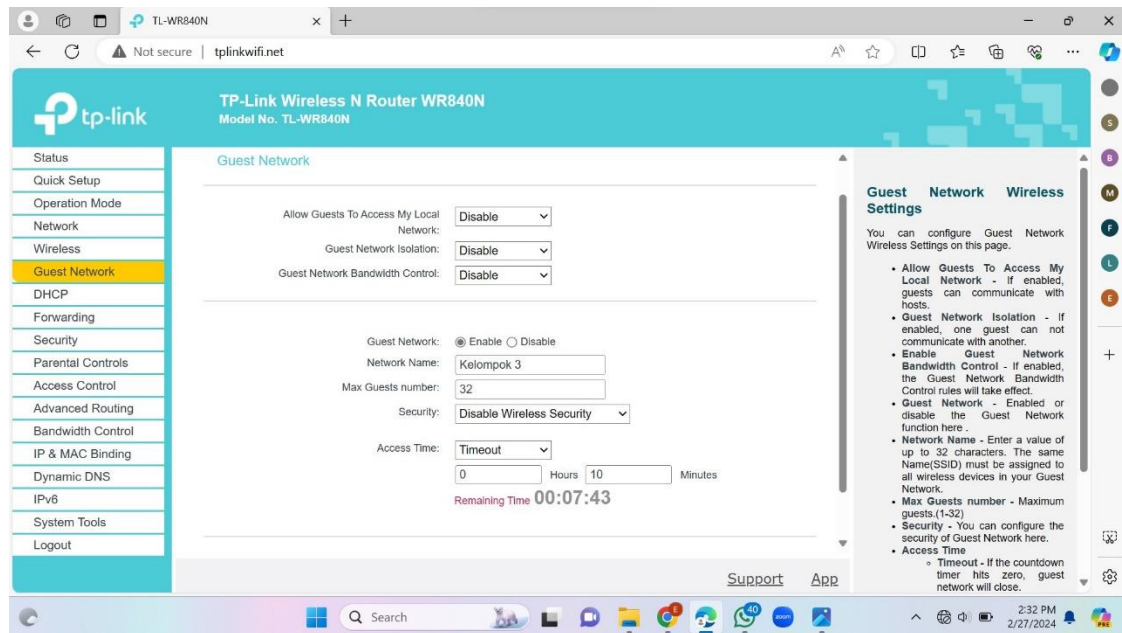 TL-WR840N
Not secure
tplinkwifi.net
tp-link
TP-Link Wireless N Router WR840N
Model No. TL-WR840N
Status
Quick Setup
Operation Mode
Network
Wireless
Guest Network
DHCP
Forwarding
Security
Parental Controls
Access Control
Advanced Routing
Bandwidth Control
IP & MAC Binding
Dynamic DNS
IPv6
System Tools
Logout
Guest Network
Allow Guests To Access My Local
Network:
Disable
Guest Network Isolation: Disable
Guest Network Bandwidth Control: Disable
Guest Network: Enable Disable
Network Name: Kelompok 3
Max Guests number: 32
Security: Disable Wireless Security
Access Time: Timeout
0 Hours 10 Minutes
Remaining Time 00:07:43
Guest Network Wireless
Settings
You can configure Guest Network
Wireless Settings on this page.
• Allow Guests To Access My
Local Network - If enabled,
guests can communicate with
hosts.
• Guest Network Isolation - If
enabled, one guest can not
communicate with another.
• Enable Guest Network
Bandwidth Control - If enabled,
the Guest Network Bandwidth
Control rules will take effect.
• Guest Network - Enabled or
disable the Guest Network
function here .
• Network Name - Enter a value of
up to 32 characters. The same
Name(SSID) must be assigned to
all wireless devices in your Guest
Network.
• Max Guests number - Maximum
guests.(1-32)
• Security - You can configure the
security of Guest Network here.
• Access Time
Timeout - If the countdown
timer hits zero, guest
network will close.
Support App
S
B
M
F
L
E
Search
E
40
zoom
2:32 PM
2/27/2024
PRE